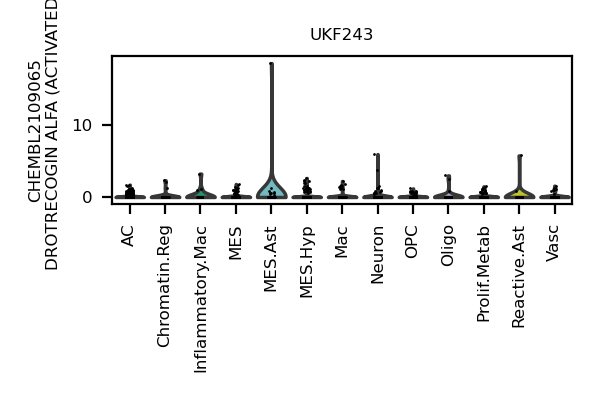 UKF243
CHEMBL2109065
DROTRECOGIN ALFA (ACTIVATED
10
0
AC
Chromatin.Reg
Inflammatory.Mac
MES
MES.Ast
MES.Hyp
Mac
Neuron
OPC
Oligo
Prolif.Metab
Reactive.Ast
Vasc